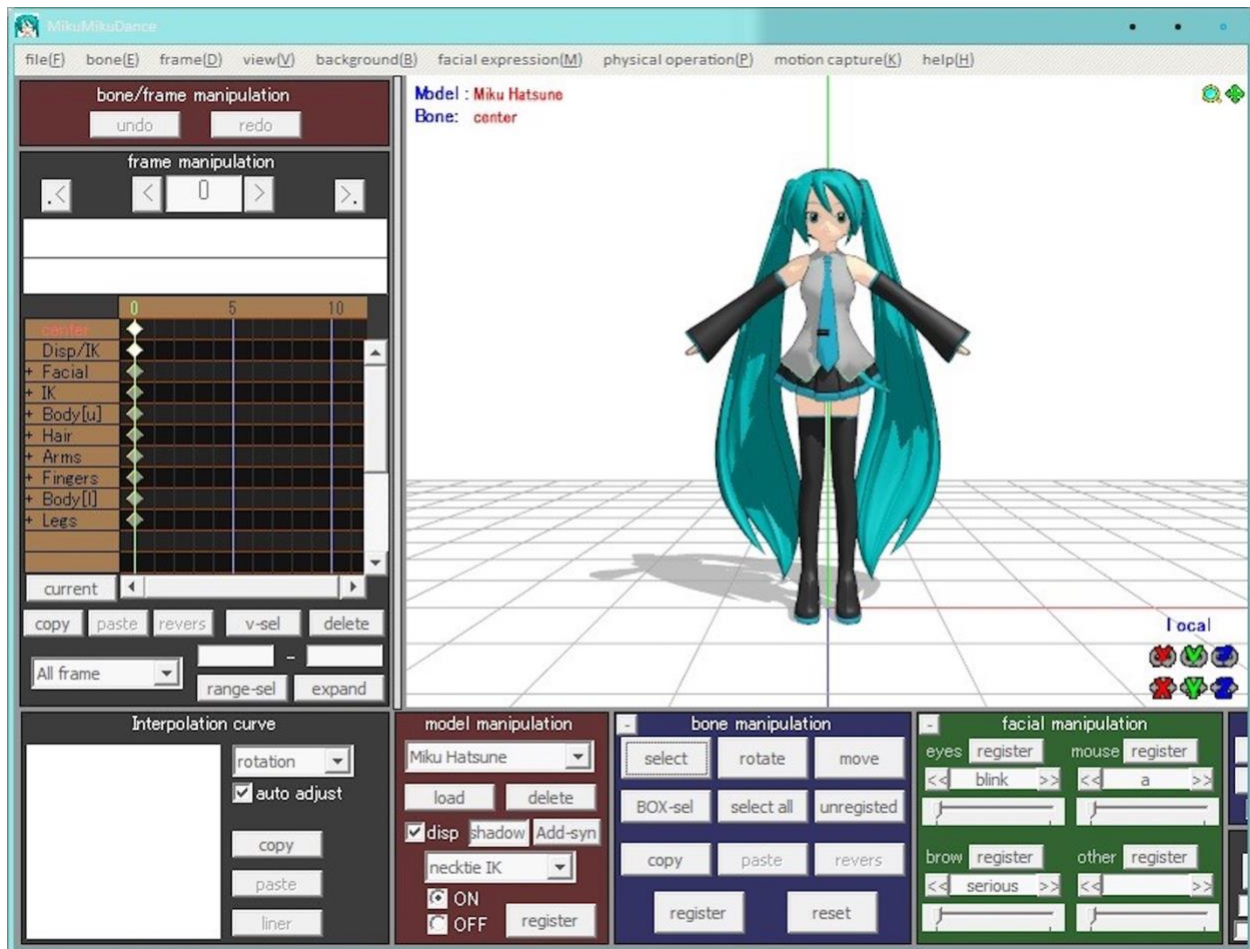 MikuMikuDance
file(F) bone(E) frame(D) view(V) background(B) facial expression(M) physical operation(P) motion capture(K) help(H)
bone/frame manipulation
undo redo
frame manipulation
.< < 0 > >.
0 5 10
center
Disp/IK
+ Facial
+ IK
+ Body[u]
+ Hair
+ Arms
+ Fingers
+ Body[l]
+ Legs
current
copy paste revers v-sel delete
All frame -
range-sel expand
Model : Miku Hatsune
Bone: center
Local
X Y Z
X Y Z
Interpolation curve
rotation
auto adjust
copy
paste
liner
model manipulation
Miku Hatsune
load delete
disp shadow Add-syn
necktie IK
ON
OFF register
- bone manipulation
select rotate move
BOX-sel select all unregisted
copy paste revers
register reset
- facial manipulation
eyes register mouse register
<< blink >> << a >>
brow register other register
<< serious >> << >>